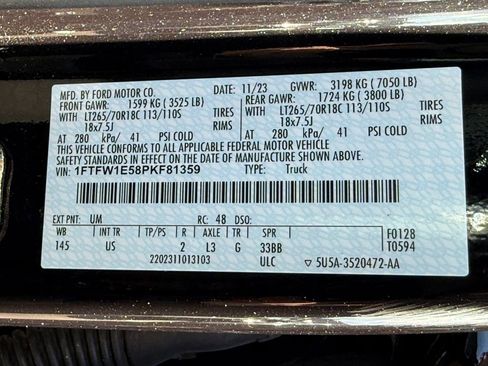 MFD. BY FORD MOTOR CO. 11/23 GVWR: 3198 KG (7050 LB)
FRONT GAWR: 1599 KG (3525 LB) REAR GAWR: 1724 KG (3800 LB)
WITH LT265/70R18C 113/110S TIRES WITH LT265/70R18C 113/110S TIRES
18x7.5J RIMS 18x7.5J RIMS
AT 280 kPa/ 41 PSI COLD AT 280 kPa/ 41 PSI COLD
THIS VEHICLE CONFORMS TO ALL APPLICABLE FEDERAL MOTOR VEHICLE
SAFETY STANDARDS IN EFFECT ON THE DATE OF MANUFACTURE SHOWN ABOVE.
VIN: 1FTFW1E58PKF81359 TYPE: Truck
EXT PNT: UM RC: 48 F0128
WB INT TR TP/PS R AXLE TR SPR T0594
145 US 2 L3 G 33BB
2202311013103 ULC 5U5A-3520472-AA